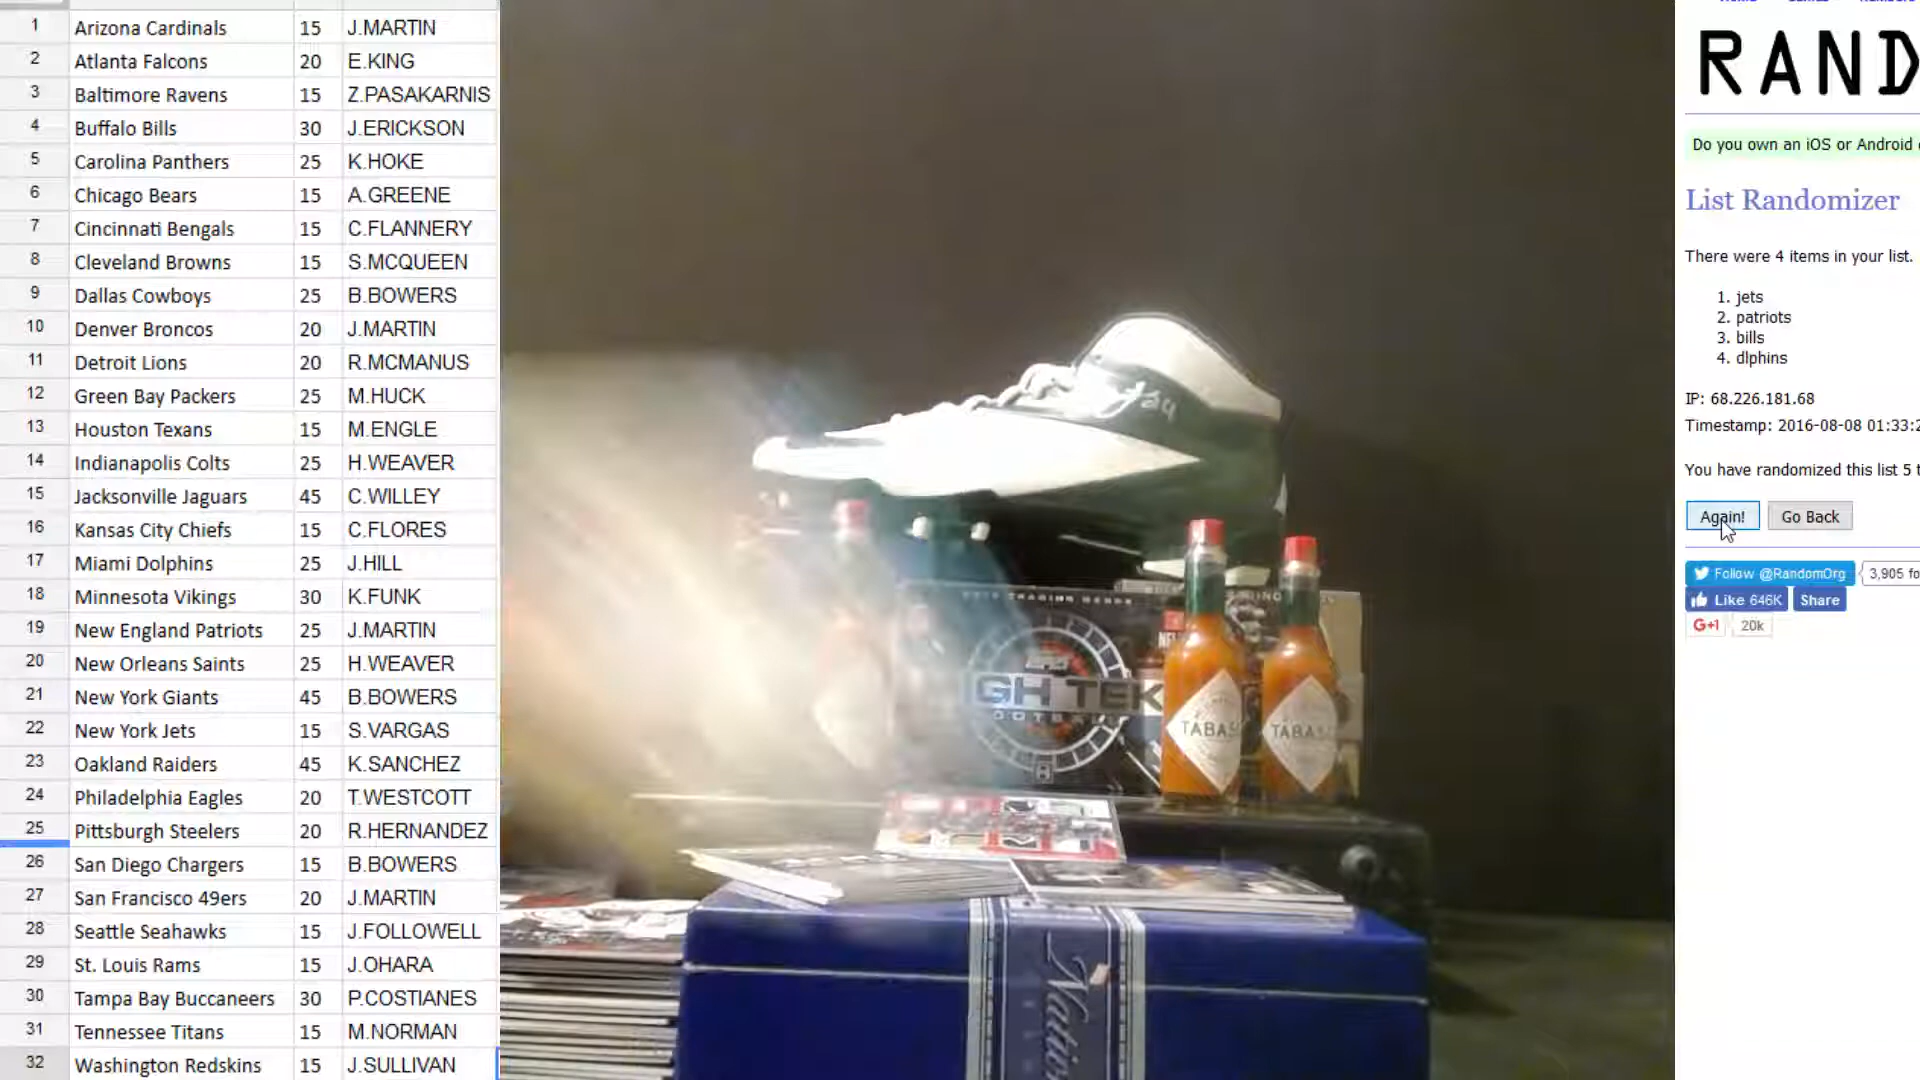 1 Arizona Cardinals 15 J.MARTIN
2 Atlanta Falcons 20 E.KING
3 Baltimore Ravens 15 Z.PASAKARNIS
4 Buffalo Bills 30 J.ERICKSON
5 Carolina Panthers 25 K.HOKE
6 Chicago Bears 15 A.GREENE
7 Cincinnati Bengals 15 C.FLANNERY
8 Cleveland Browns 15 S.MCQUEEN
9 Dallas Cowboys 25 B.BOWERS
10 Denver Broncos 20 J.MARTIN
11 Detroit Lions 20 R.MCMANUS
12 Green Bay Packers 25 M.HUCK
13 Houston Texans 15 M.ENGLE
14 Indianapolis Colts 25 H.WEAVER
15 Jacksonville Jaguars 45 C.WILLEY
16 Kansas City Chiefs 15 C.FLORES
17 Miami Dolphins 25 J.HILL
18 Minnesota Vikings 30 K.FUNK
19 New England Patriots 25 J.MARTIN
20 New Orleans Saints 25 H.WEAVER
21 New York Giants 45 B.BOWERS
22 New York Jets 15 S.VARGAS
23 Oakland Raiders 45 K.SANCHEZ
24 Philadelphia Eagles 20 T.WESTCOTT
25 Pittsburgh Steelers 20 R.HERNANDEZ
26 San Diego Chargers 15 B.BOWERS
27 San Francisco 49ers 20 J.MARTIN
28 Seattle Seahawks 15 J.FOLLOWELL
29 St. Louis Rams 15 J.OHARA
30 Tampa Bay Buccaneers 30 P.COSTIANES
31 Tennessee Titans 15 M.NORMAN
32 Washington Redskins 15 J.SULLIVAN
GH TEK
TABAS
TABAS
Natio
RAND
Do you own an iOS or Android
List Randomizer
There were 4 items in your list.
1. jets
2. patriots
3. bills
4. dlphins
IP: 68.226.181.68
Timestamp: 2016-08-08 01:33:2
You have randomized this list 5 t
Again! Go Back
Follow @RandomOrg 3,905 fo
Like 646K Share
G+1 20k